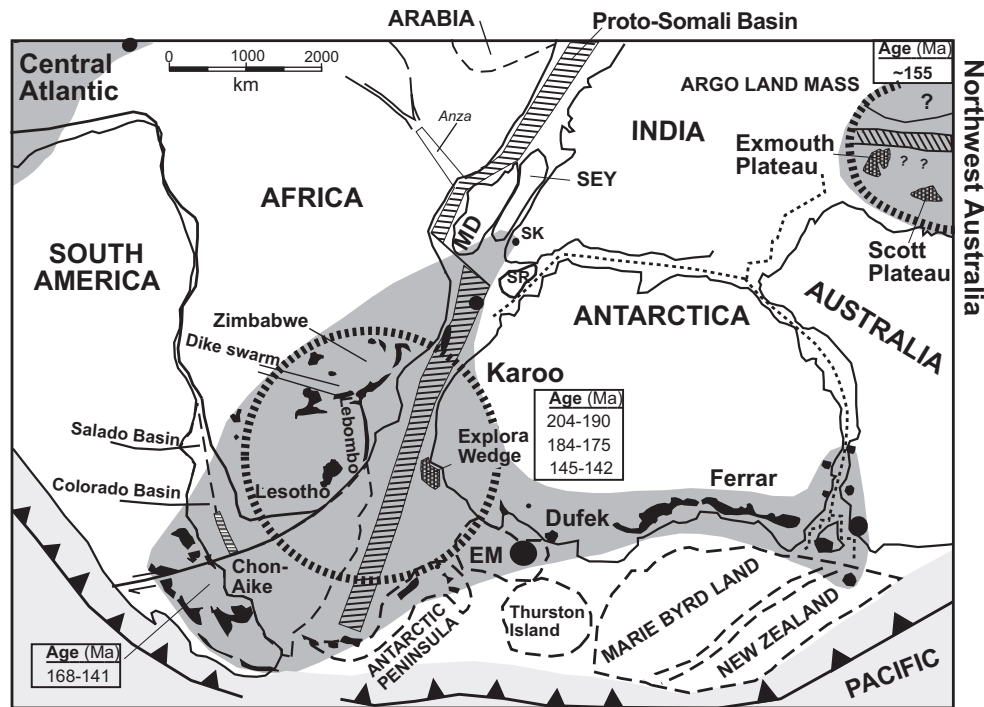 ARABIA
Proto-Somali Basin
Central
Atlantic
0 1000 2000
km
Age (Ma)
~155
ARGO LAND MASS
?
Northwest Australia
Anza
INDIA
Exmouth
Plateau
? ?
SEY
AFRICA
MD
SK
Scott
Plateau
SOUTH
AMERICA
SR
ANTARCTICA
AUSTRALIA
Zimbabwe
Dike swarm
Karoo
Age (Ma)
204-190
184-175
145-142
Lebombo
Salado Basin
Explora
Wedge
Colorado Basin
Lesotho
Ferrar
Dufek
EM
Chon-
Aike
Thurston
Island
MARIE BYRD LAND
NEW ZEALAND
ANTARCTIC
PENINSULA
Age (Ma)
168-141
PACIFIC